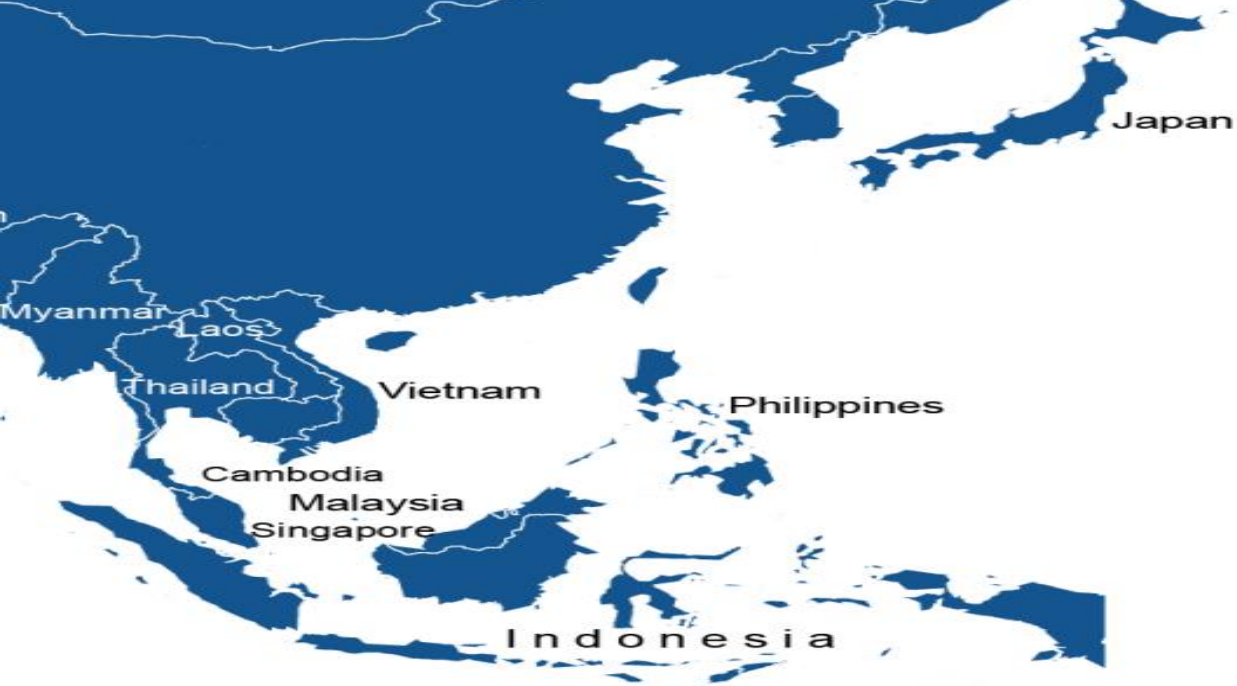 Japan
Myanmar
Laos
Thailand
Vietnam
Philippines
Cambodia
Malaysia
Singapore
Indonesia